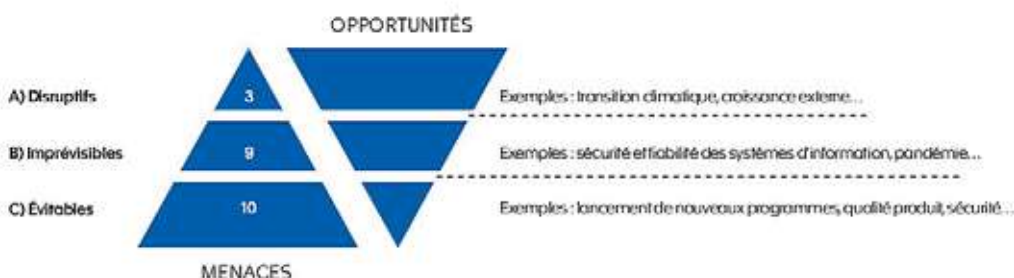 OPPORTUNITÉS
A) Disruptifs
3
Exemples : transition climatique, croissance externe...
B) Imprévisibles
9
Exemples : sécurité et fiabilité des systèmes d'information, pandémie...
C) Évitables
10
Exemples : lancement de nouveaux programmes, qualité produit, sécurité...
MENACES